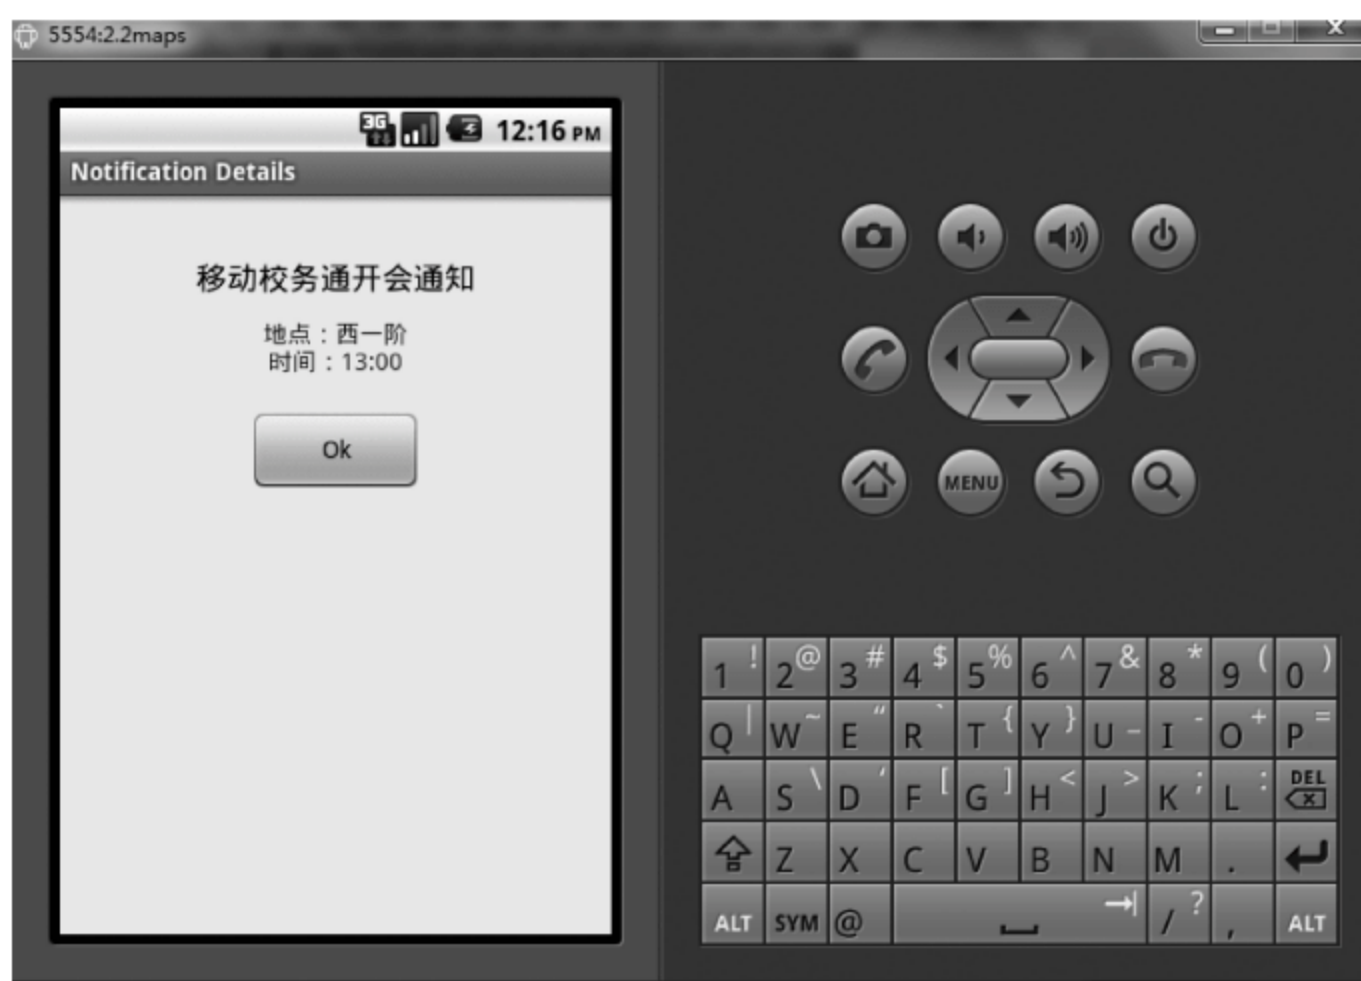 5554:2.2maps
3G 12:16 PM
Notification Details
移动校务通开会通知
地点：西一阶
时间：13:00
Ok
MENU
1 ! 2 @ 3 # 4 $ 5 % 6 ^ 7 & 8 * 9 ( 0 )
Q | W ~ E “ R ` T { Y } U _ I - O + P =
A S \ D ‘ F [ G ] H < J > K ; L : DEL
Z X C V B N M .
ALT SYM @ / ? , ALT